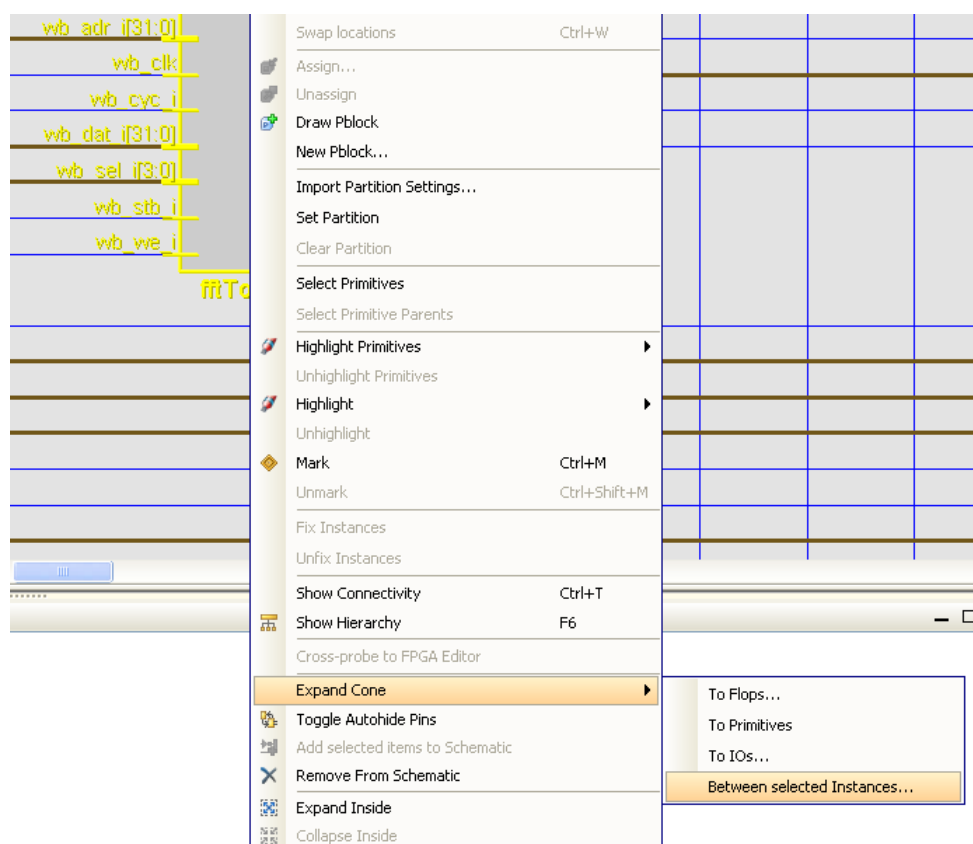 wb_adr_i[31:0]
wb_clk
wb_cyc_i
wb_dat_i[31:0]
wb_sel_i[3:0]
wb_stb_i
wb_we_i
Swap locations Ctrl+W
Assign...
Unassign
Draw Pblock
New Pblock...
Import Partition Settings...
Set Partition
Clear Partition
Select Primitives
Select Primitive Parents
Highlight Primitives
Unhighlight Primitives
Highlight
Unhighlight
Mark Ctrl+M
Unmark Ctrl+Shift+M
Fix Instances
Unfix Instances
Show Connectivity Ctrl+T
Show Hierarchy F6
Cross-probe to FPGA Editor
Expand Cone
Toggle Autohide Pins
Add selected items to Schematic
Remove From Schematic
Expand Inside
Collapse Inside
To Flops...
To Primitives
To IOs...
Between selected Instances...